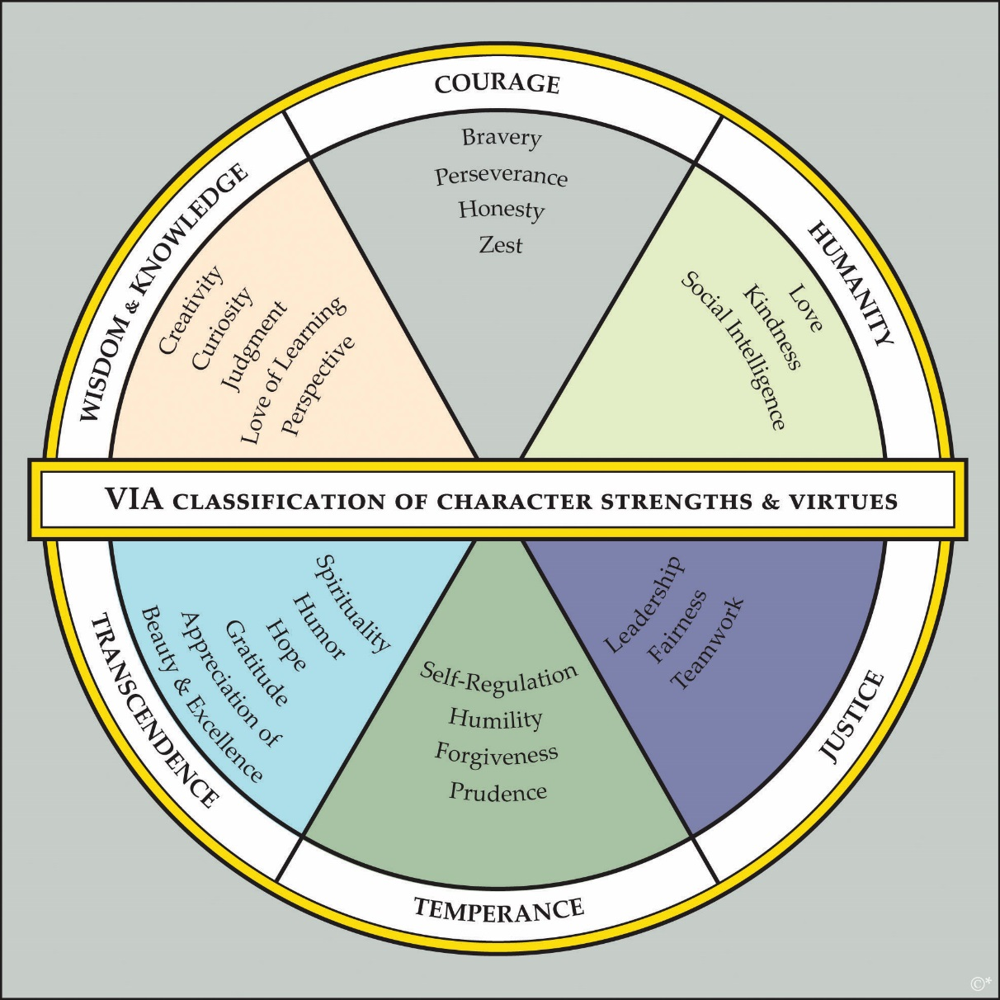 COURAGE
Bravery
Perseverance
Honesty
Zest
WISDOM & KNOWLEDGE
Creativity
Curiosity
Judgment
Love of Learning
Perspective
HUMANITY
Love
Kindness
Social Intelligence
VIA CLASSIFICATION OF CHARACTER STRENGTHS & VIRTUES
TRANSCENDENCE
Spirituality
Humor
Hope
Gratitude
Appreciation of
Beauty & Excellence
TEMPERANCE
Self-Regulation
Humility
Forgiveness
Prudence
JUSTICE
Leadership
Fairness
Teamwork
©*